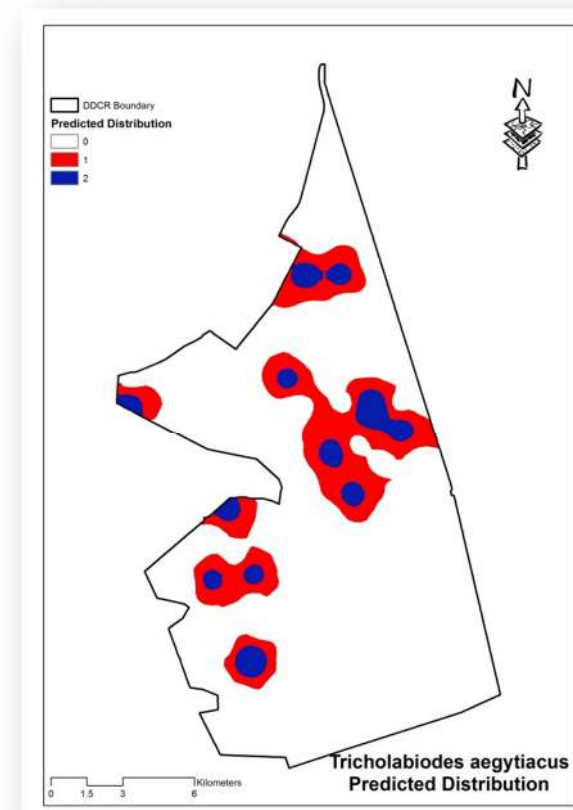 DDCR Boundary
Predicted Distribution
0
1
2
N
Kilometers
0 1.5 3 6
Tricholabiodes aegytiacus
Predicted Distribution